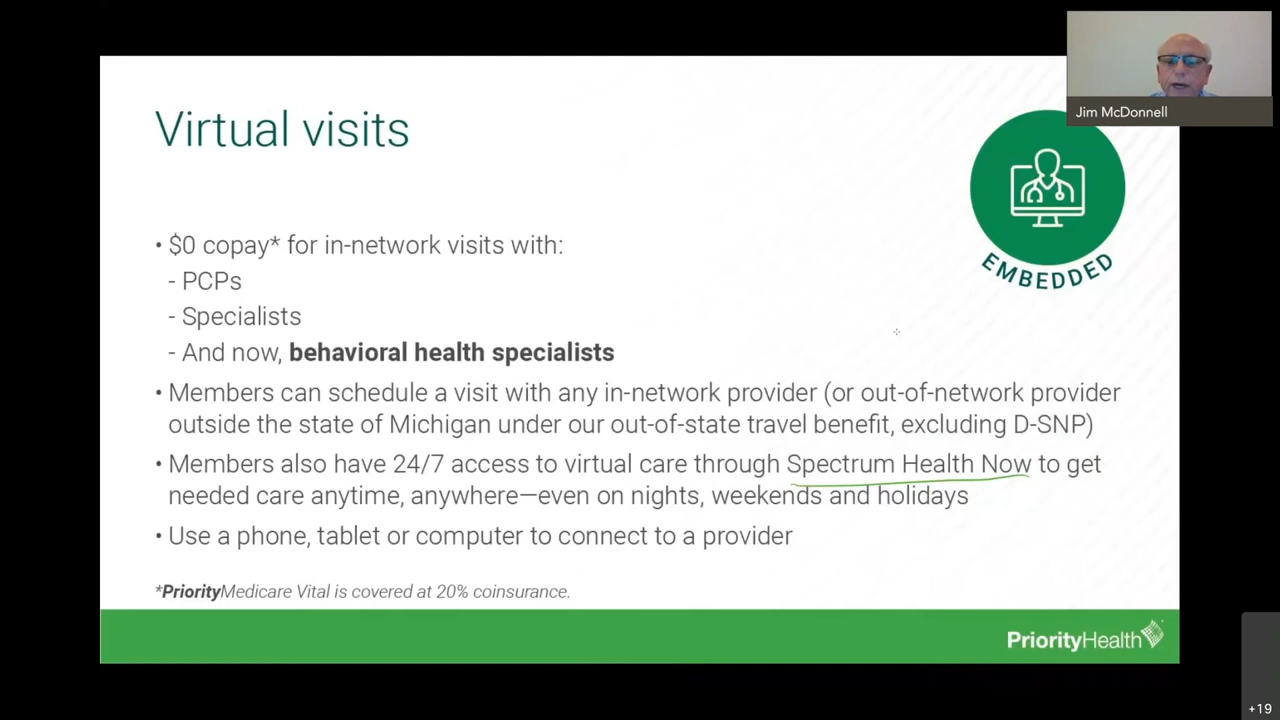 Jim McDonnell
Virtual visits
EMBEDDED
• $0 copay* for in-network visits with:
- PCPs
- Specialists
- And now, behavioral health specialists
• Members can schedule a visit with any in-network provider (or out-of-network provider
outside the state of Michigan under our out-of-state travel benefit, excluding D-SNP)
• Members also have 24/7 access to virtual care through Spectrum Health Now to get
needed care anytime, anywhere—even on nights, weekends and holidays
• Use a phone, tablet or computer to connect to a provider
*PriorityMedicare Vital is covered at 20% coinsurance.
PriorityHealth
+19